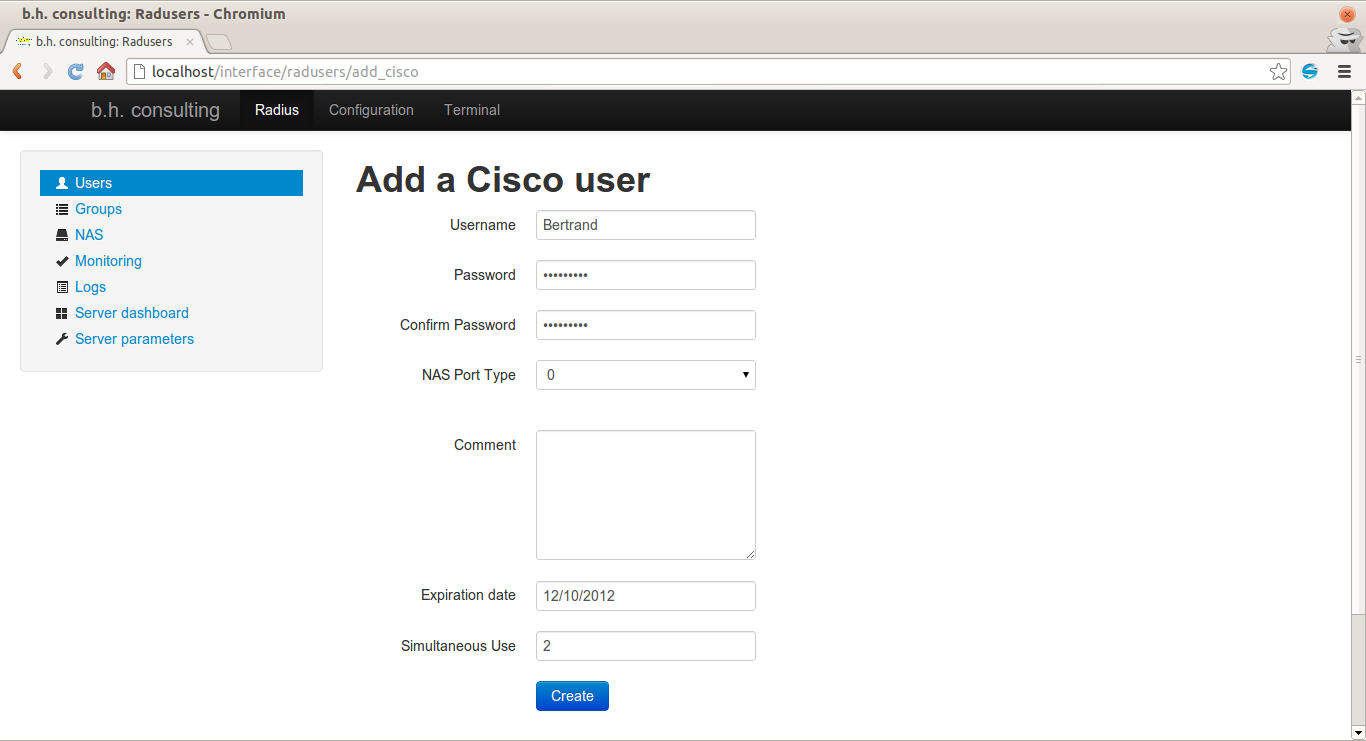 b.h. consulting: Radusers - Chromium
b.h. consulting: Radusers
localhost/interface/radusers/add_cisco
b.h. consulting Radius Configuration Terminal
Users
Groups
NAS
Monitoring
Logs
Server dashboard
Server parameters
Add a Cisco user
Username Bertrand
Password •••••••••
Confirm Password •••••••••
NAS Port Type 0
Comment
Expiration date 12/10/2012
Simultaneous Use 2
Create